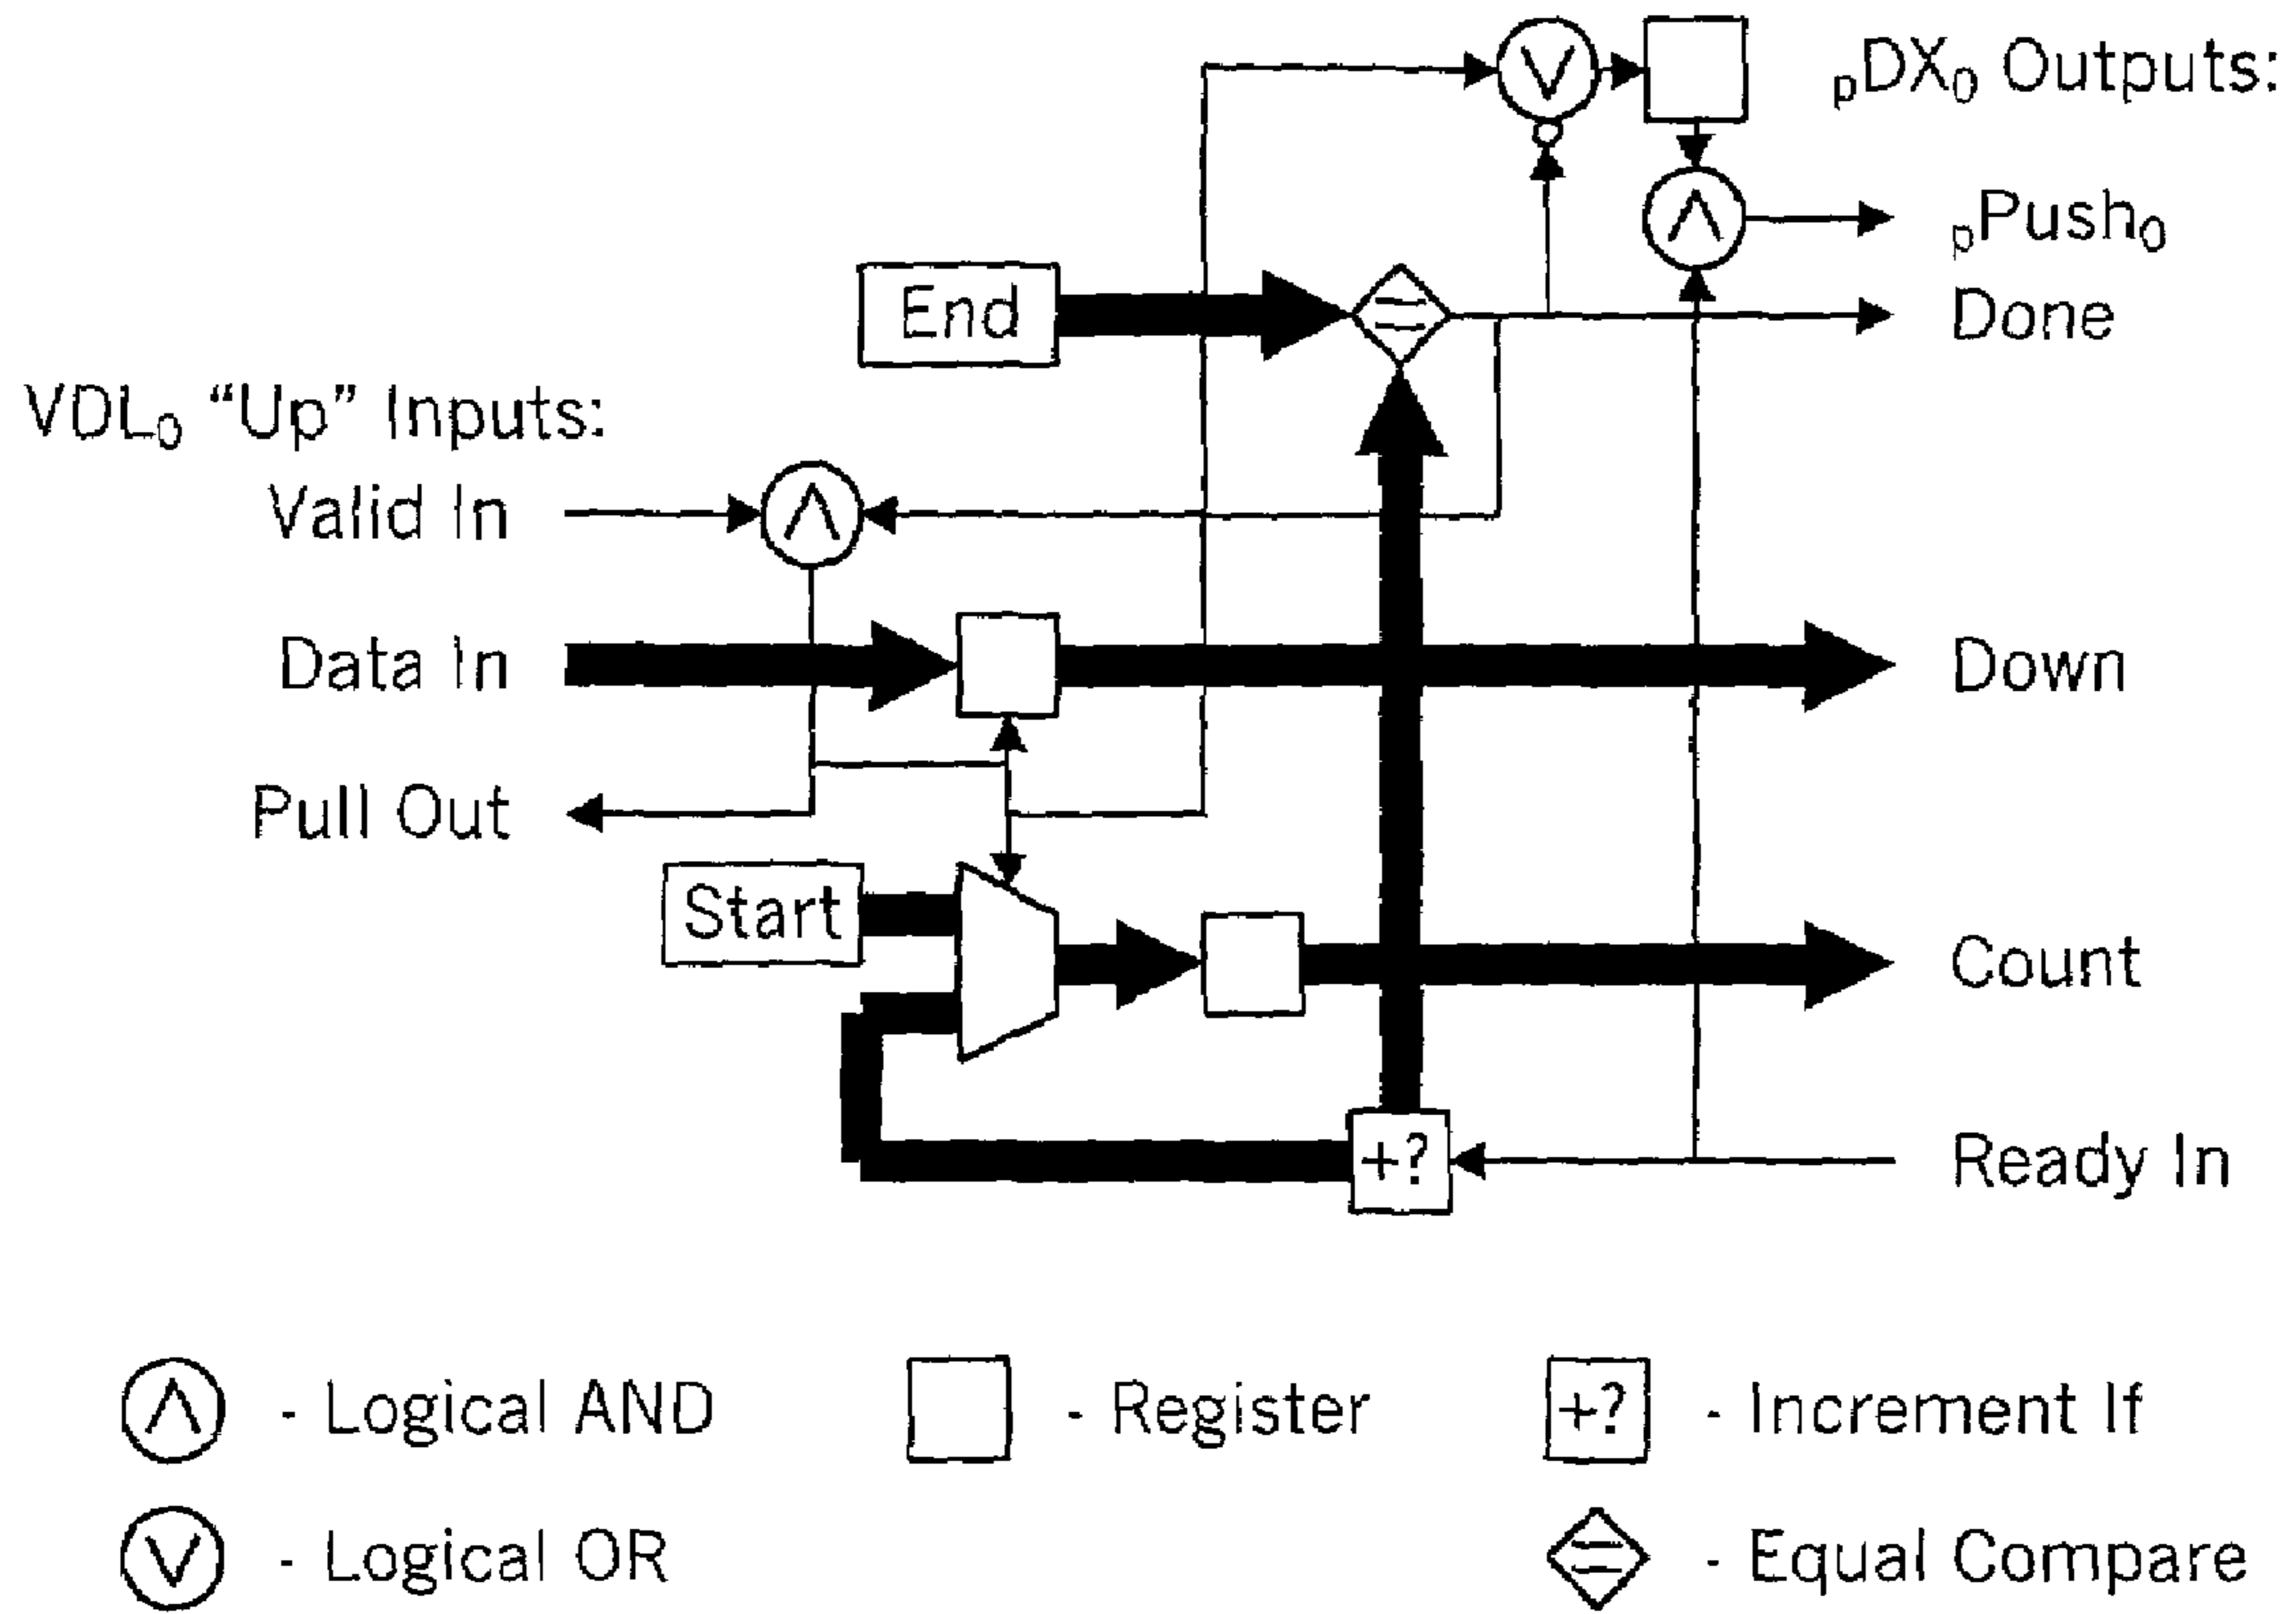 pDX0 Outputs:
pPush0
End
Done
VDL0 “Up” Inputs:
Valid In
Data In
Down
Pull Out
Start
Count
+?
Ready In
- Logical AND
- Register
+? - Increment If
- Logical OR
- Equal Compare